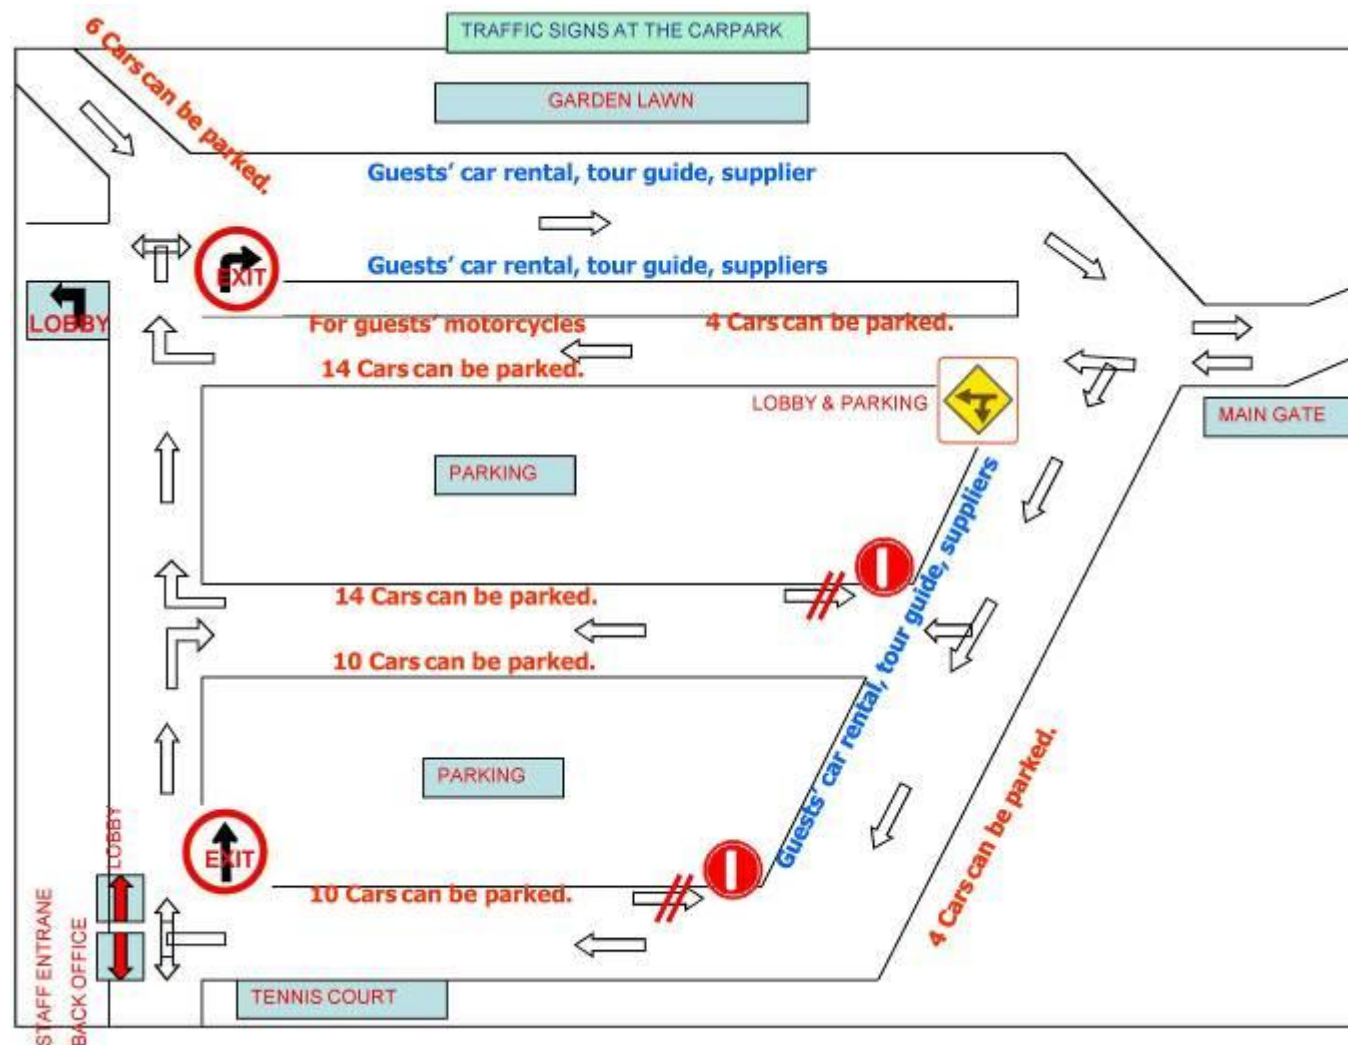 TRAFFIC SIGNS AT THE CARPARK
6 Cars can be parked.
GARDEN LAWN
Guests’ car rental, tour guide, supplier
EXIT
Guests’ car rental, tour guide, suppliers
LOBBY
For guests’ motorcycles
4 Cars can be parked.
14 Cars can be parked.
LOBBY & PARKING
MAIN GATE
PARKING
Guests’ car rental, tour guide, suppliers
14 Cars can be parked.
10 Cars can be parked.
PARKING
4 Cars can be parked.
LOBBY
EXIT
10 Cars can be parked.
STAFF ENTRANE
BACK OFFICE
TENNIS COURT